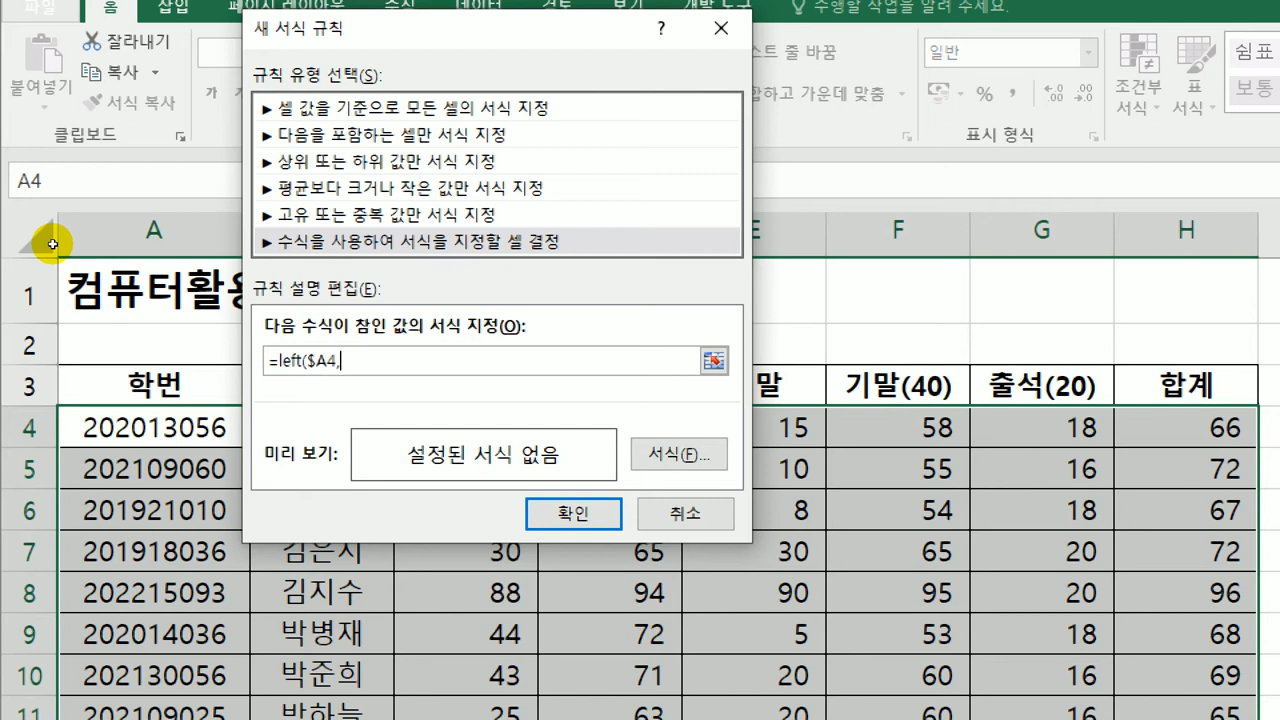 파일 홈 삽입 페이지 레이아웃 수식 데이터 검토 보기 개발 도구 수행할 작업을 알려 주세요.
새 서식 규칙 ? ×
잘라내기
복사
붙여넣기
서식 복사
클립보드
가
스트 줄 바꿈
합하고 가운데 맞춤
일반
% , .00
표시 형식
조건부 서식
표 서식
쉼표
보통
규칙 유형 선택(S):
► 셀 값을 기준으로 모든 셀의 서식 지정
► 다음을 포함하는 셀만 서식 지정
► 상위 또는 하위 값만 서식 지정
► 평균보다 크거나 작은 값만 서식 지정
► 고유 또는 중복 값만 서식 지정
► 수식을 사용하여 서식을 지정할 셀 결정
규칙 설명 편집(E):
다음 수식이 참인 값의 서식 지정(O):
=left($A4,
미리 보기: 설정된 서식 없음 서식(F)...
확인 취소
A4
A E F G H
1 컴퓨터활용
2
3 학번 말 기말(40) 출석(20) 합계
4 202013056 15 58 18 66
5 202109060 10 55 16 72
6 201921010 8 54 18 67
7 201918036 김은지 30 65 30 65 20 72
8 202215093 김지수 88 94 90 95 20 96
9 202014036 박병재 44 72 5 53 18 68
10 202130056 박준희 43 71 20 60 16 69
11 202109025 박하늘 25 63 20 60 16 65